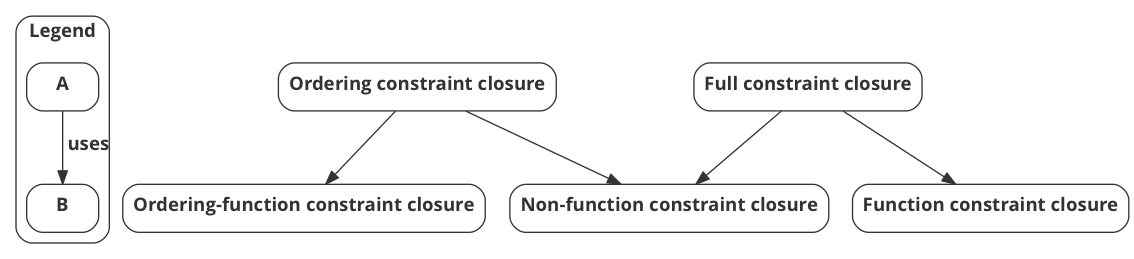 Legend
A
uses
B
Ordering constraint closure
Full constraint closure
Ordering-function constraint closure
Non-function constraint closure
Function constraint closure